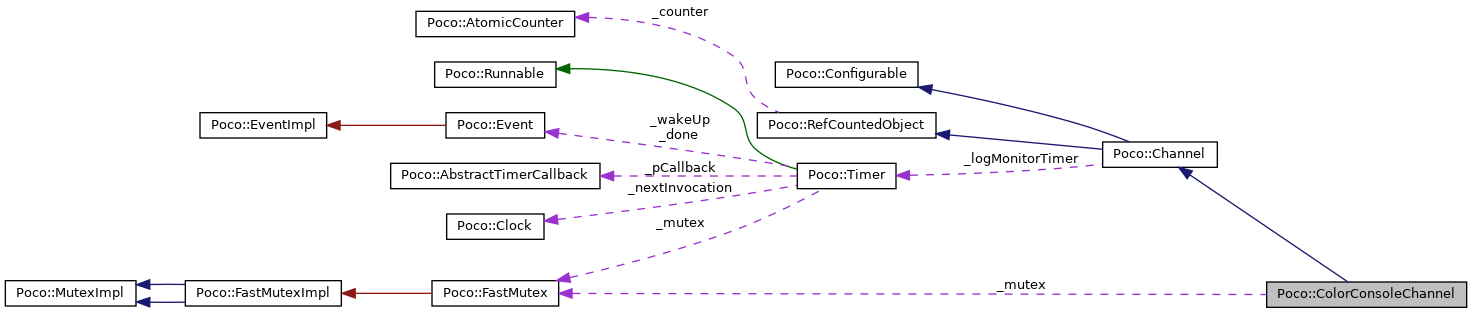 Poco::AtomicCounter
_counter
Poco::Runnable
Poco::Configurable
Poco::EventImpl
Poco::Event
_wakeUp
_done
Poco::RefCountedObject
Poco::AbstractTimerCallback
_pCallback
Poco::Timer
_logMonitorTimer
Poco::Channel
_nextInvocation
Poco::Clock
_mutex
Poco::MutexImpl
Poco::FastMutexImpl
Poco::FastMutex
_mutex
Poco::ColorConsoleChannel